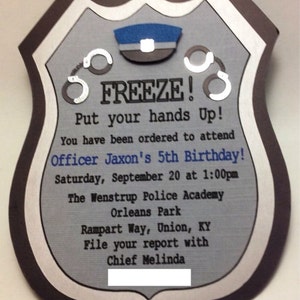 FREEZE!
Put your hands Up!
You have been ordered to attend
Officer Jaxon's 5th Birthday!
Saturday, September 20 at 1:00pm
The Wenstrup Police Academy
Orleans Park
Rampart Way, Union, KY
File your report with
Chief Melinda